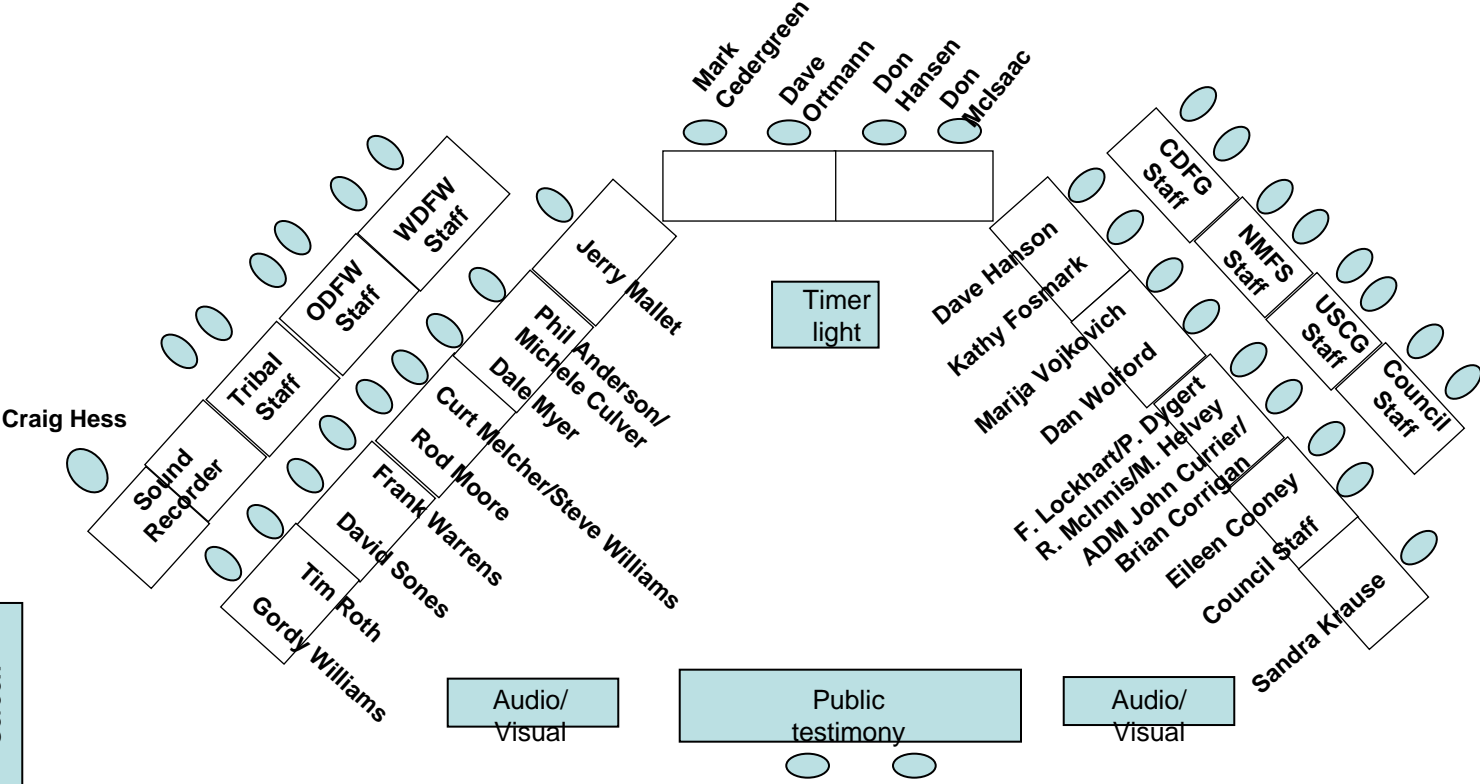 Mark
Cedergreen
Dave
Ortmann
Don
Hansen
Don
McIsaac
WDFW
Staff
ODFW
Staff
Tribal
Staff
Sound
Recorder
Craig Hess
Jerry Mallet
Phil Anderson/
Michele Culver
Dale Myer
Curt Melcher/Steve Williams
Rod Moore
Frank Warrens
David Sones
Tim Roth
Gordy Williams
Timer
light
CDFG
Staff
NMFS
Staff
USCG
Staff
Council
Staff
Dave Hanson
Kathy Fosmark
Marija Vojkovich
Dan Wolford
F. Lockhart/P. Dygert
R. McInnis/M. Helvey
ADM John Currier/
Brian Corrigan
Eileen Cooney
Council Staff
Sandra Krause
Audio/
Visual
Public
testimony
Audio/
Visual